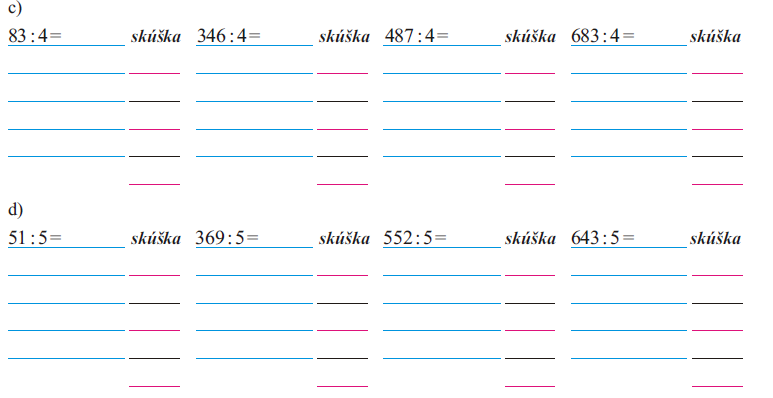 c)
83 : 4 = skúška 346 : 4 = skúška 487 : 4 = skúška 683 : 4 = skúška
d)
51 : 5 = skúška 369 : 5 = skúška 552 : 5 = skúška 643 : 5 = skúška